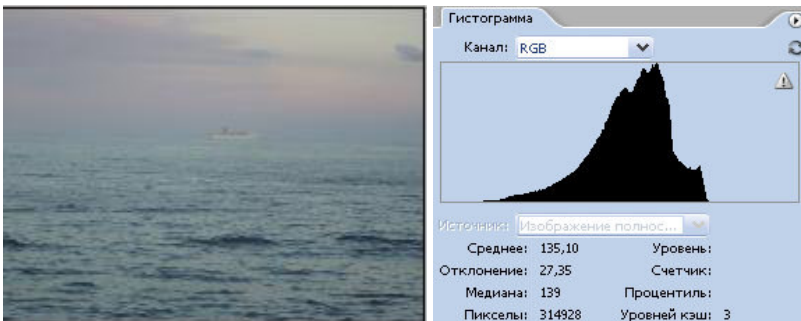 Гистограмма
Канал: RGB
Источник: Изображение полнос...
Среднее: 135,10 Уровень:
Отклонение: 27,35 Счетчик:
Медиана: 139 Процентиль:
Пикселы: 314928 Уровней кэш: 3